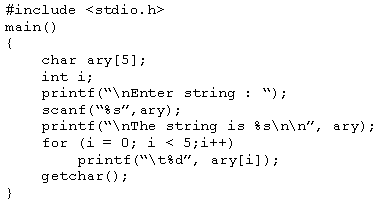 #include <stdio.h>
main()
{
char ary[5];
int i;
printf(“\nEnter string : “);
scanf(“%s”,ary);
printf(“\nThe string is %s\n\n”, ary);
for (i = 0; i < 5;i++)
printf(“\t%d”, ary[i]);
getchar();
}